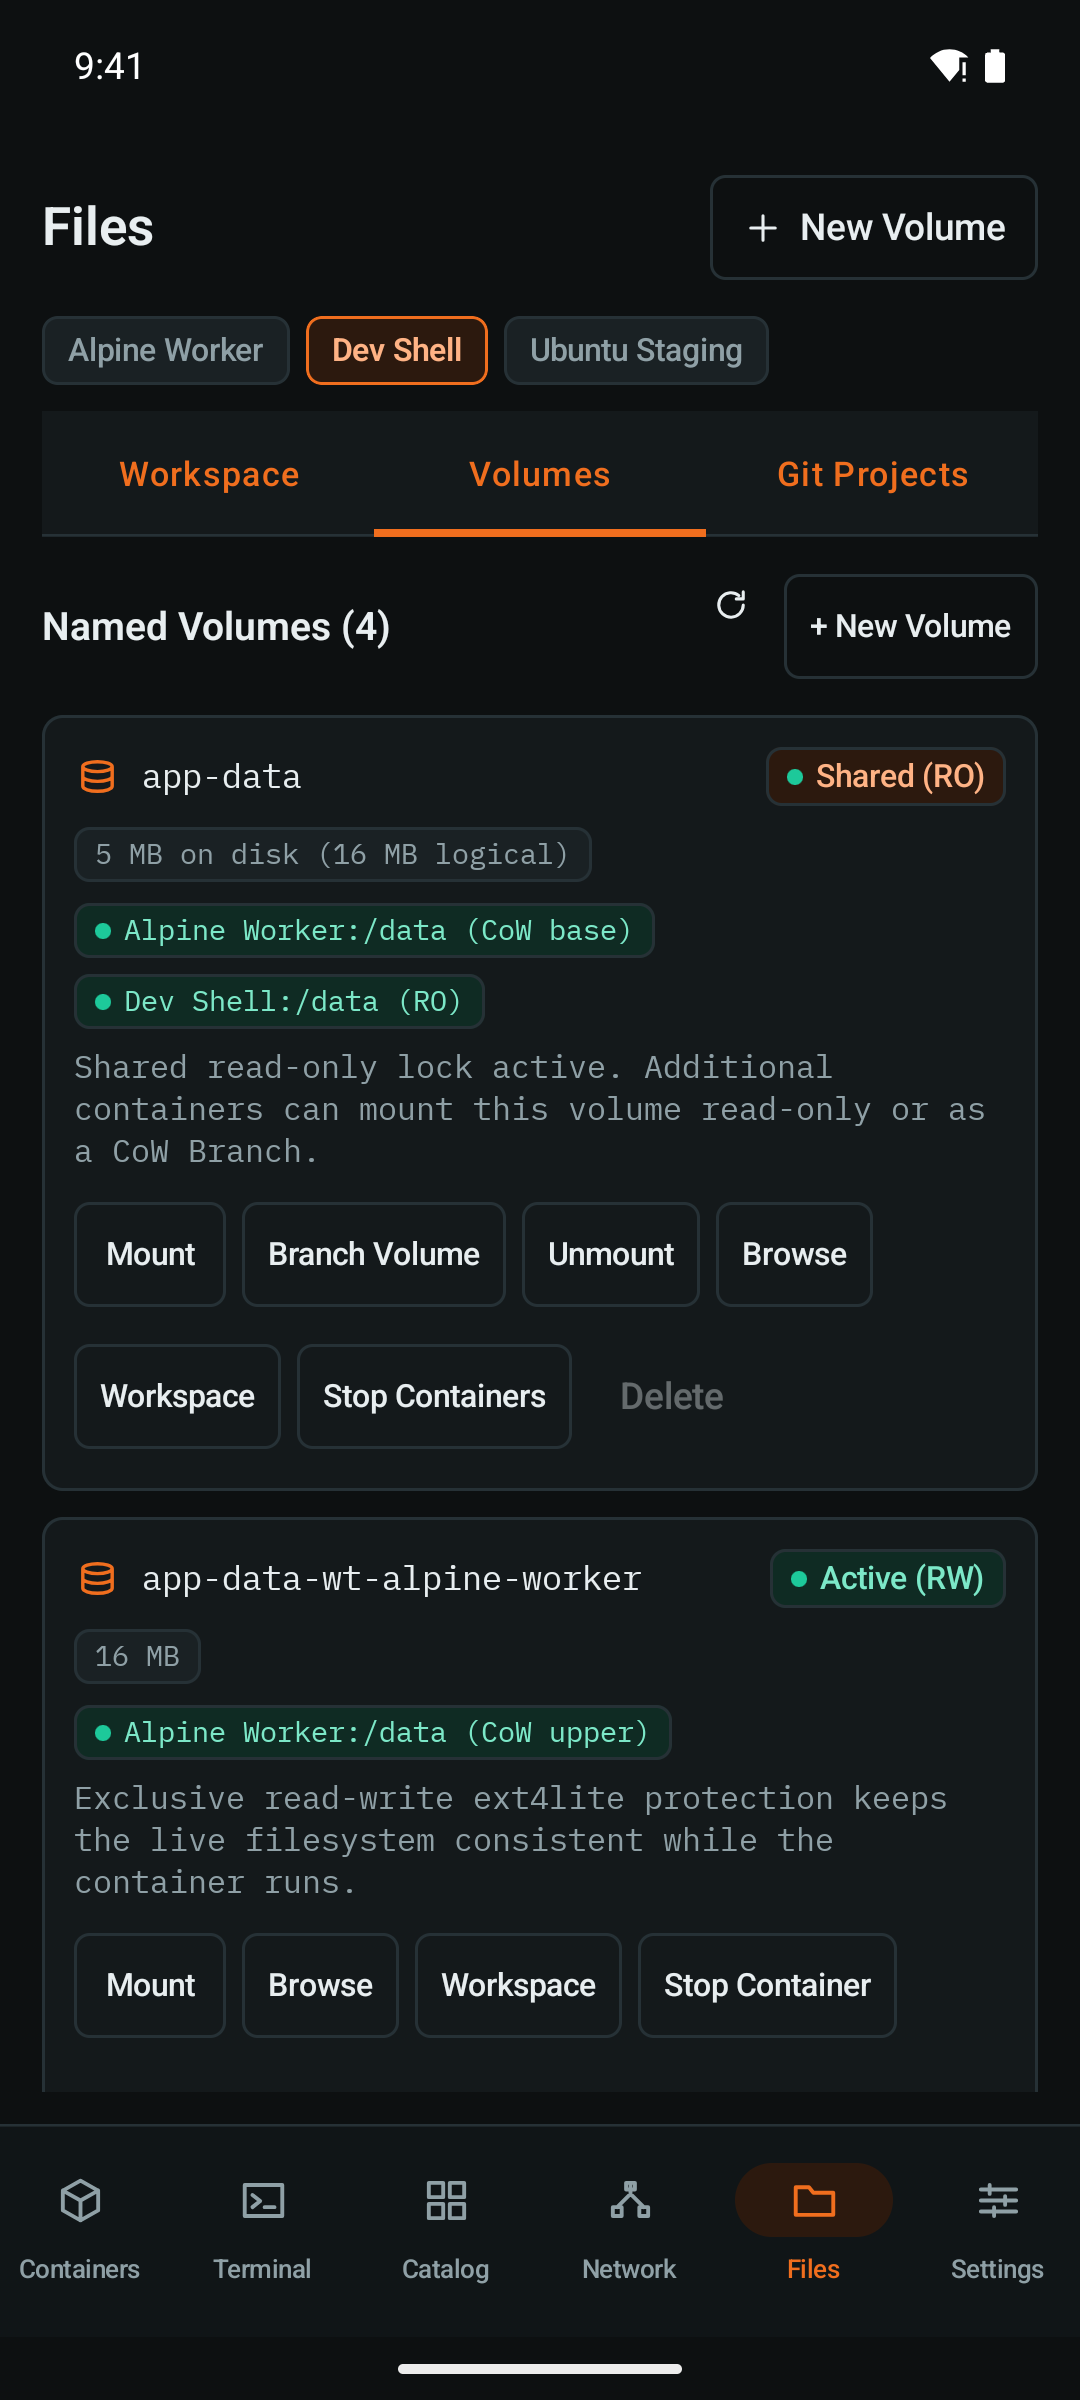 9:41
Files
New Volume
Alpine Worker
Dev Shell
Ubuntu Staging
Workspace
Volumes
Git Projects
Named Volumes (4)
+ New Volume
app-data
Shared (RO)
5 MB on disk (16 MB logical)
Alpine Worker:/data (CoW base)
Dev Shell:/data (RO)
Shared read-only lock active. Additional
containers can mount this volume read-only or as
a CoW Branch.
Mount
Branch Volume
Unmount
Browse
Workspace
Stop Containers
Delete
app-data-wt-alpine-worker
Active (RW)
16 MB
Alpine Worker:/data (CoW upper)
Exclusive read-write ext4lite protection keeps
the live filesystem consistent while the
container runs.
Mount
Browse
Workspace
Stop Container
Containers
Terminal
Catalog
Network
Files
Settings